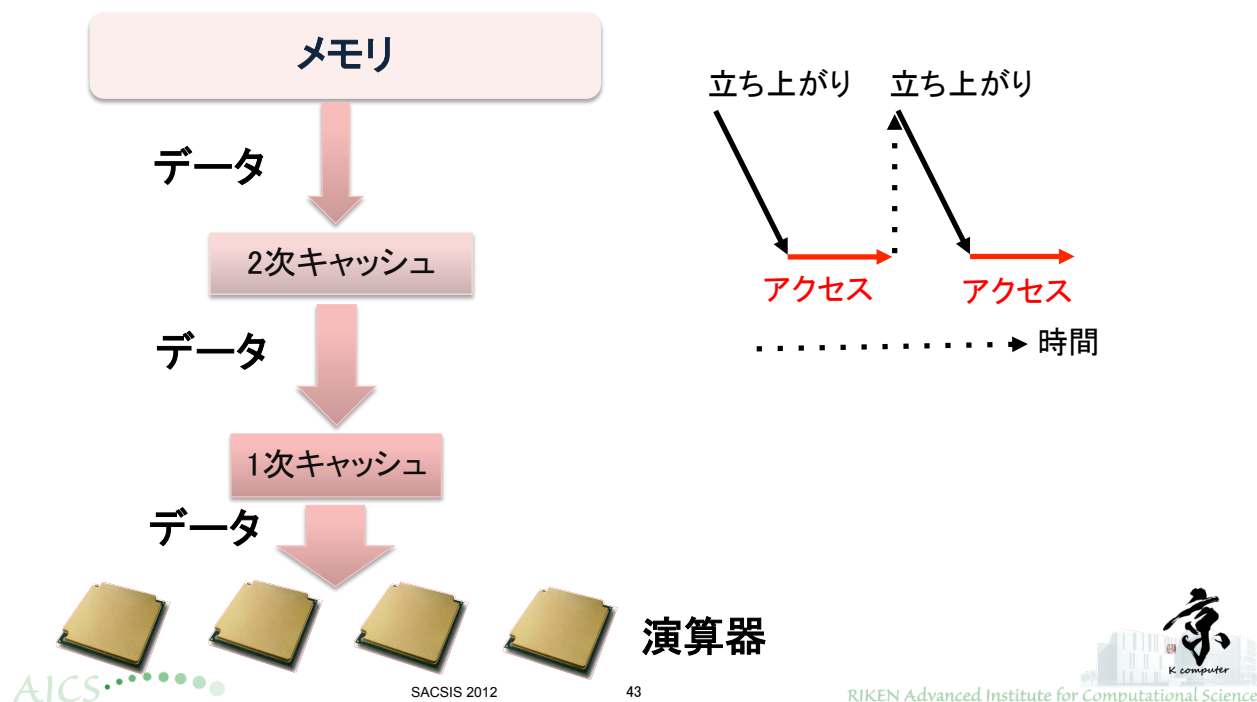 メモリ
データ
2次キャッシュ
データ
1次キャッシュ
データ
演算器
立ち上がり 立ち上がり
アクセス アクセス
時間
AICS
SACSIS 2012 43
京
K computer
RIKEN Advanced Institute for Computational Science